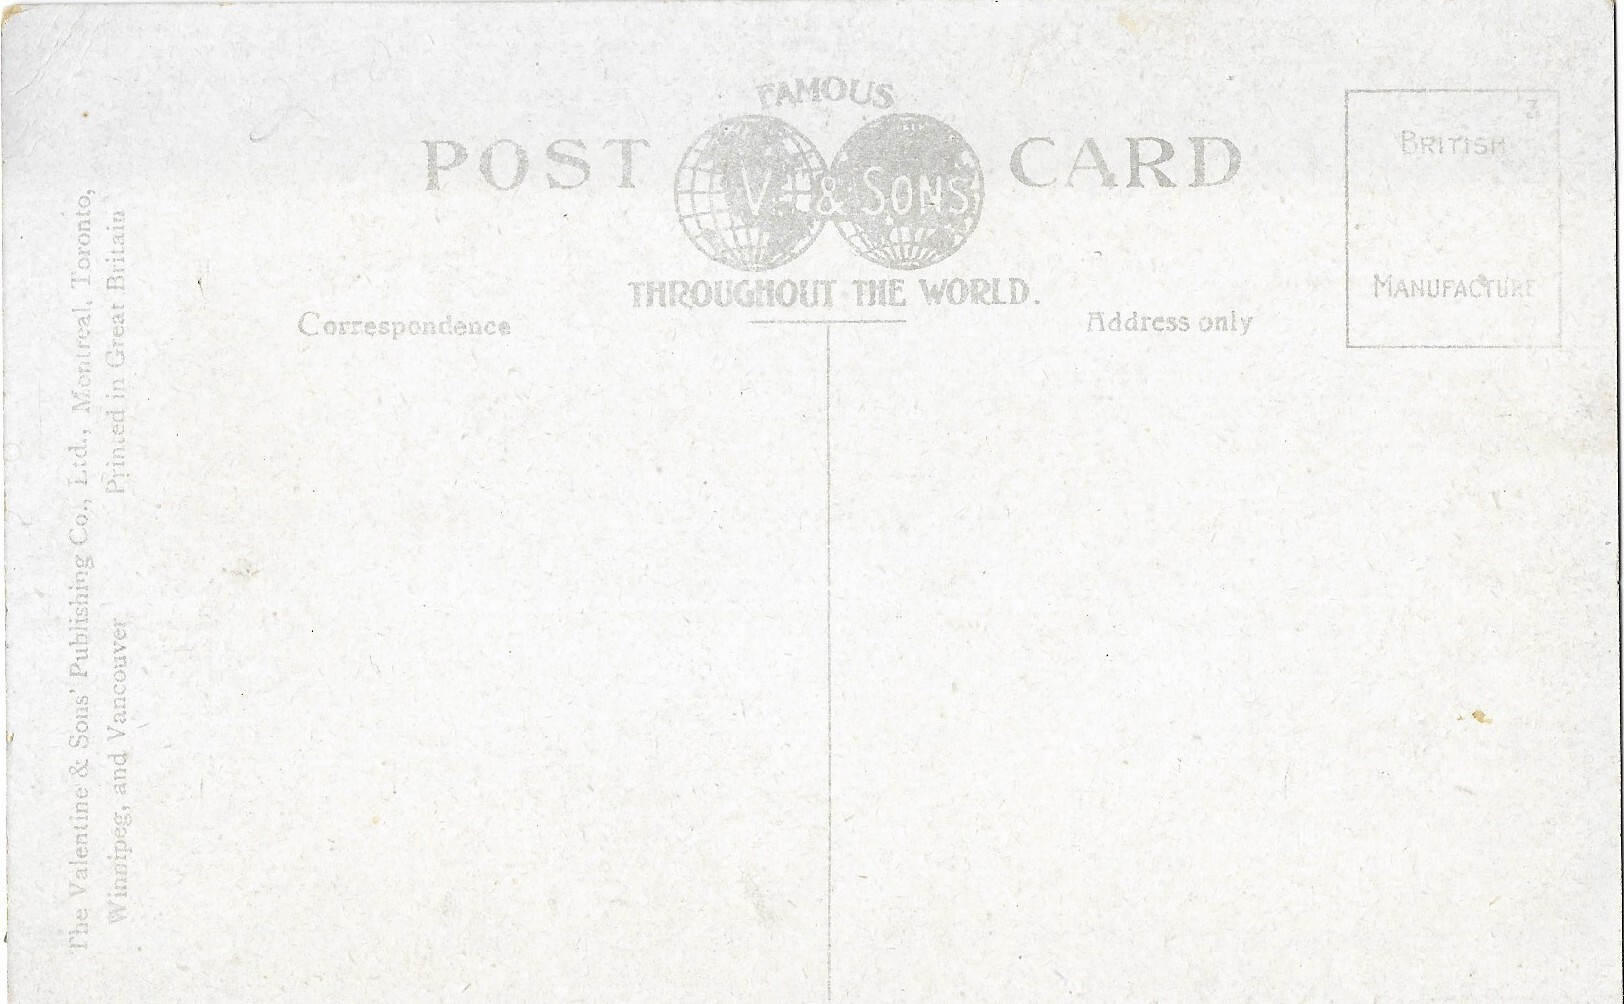 FAMOUS
POST CARD
V. & SONS
THROUGHOUT THE WORLD.
Correspondence
Address only
3
BRITISH
MANUFACTURE
The Valentine & Sons' Publishing Co., Ltd., Montreal, Toronto,
Winnipeg, and Vancouver Printed in Great Britain